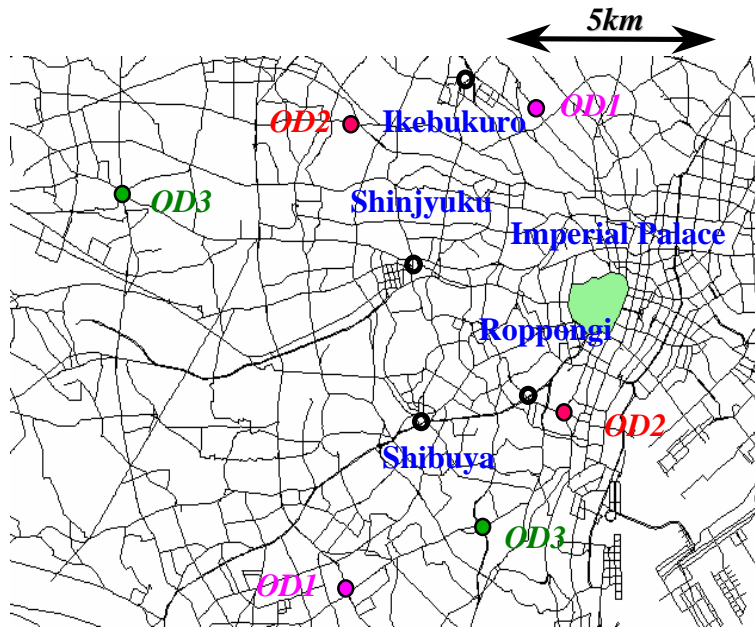 5km
OD1
OD2
Ikebukuro
OD3
Shinjyuku
Imperial Palace
Roppongi
OD2
Shibuya
OD3
OD1